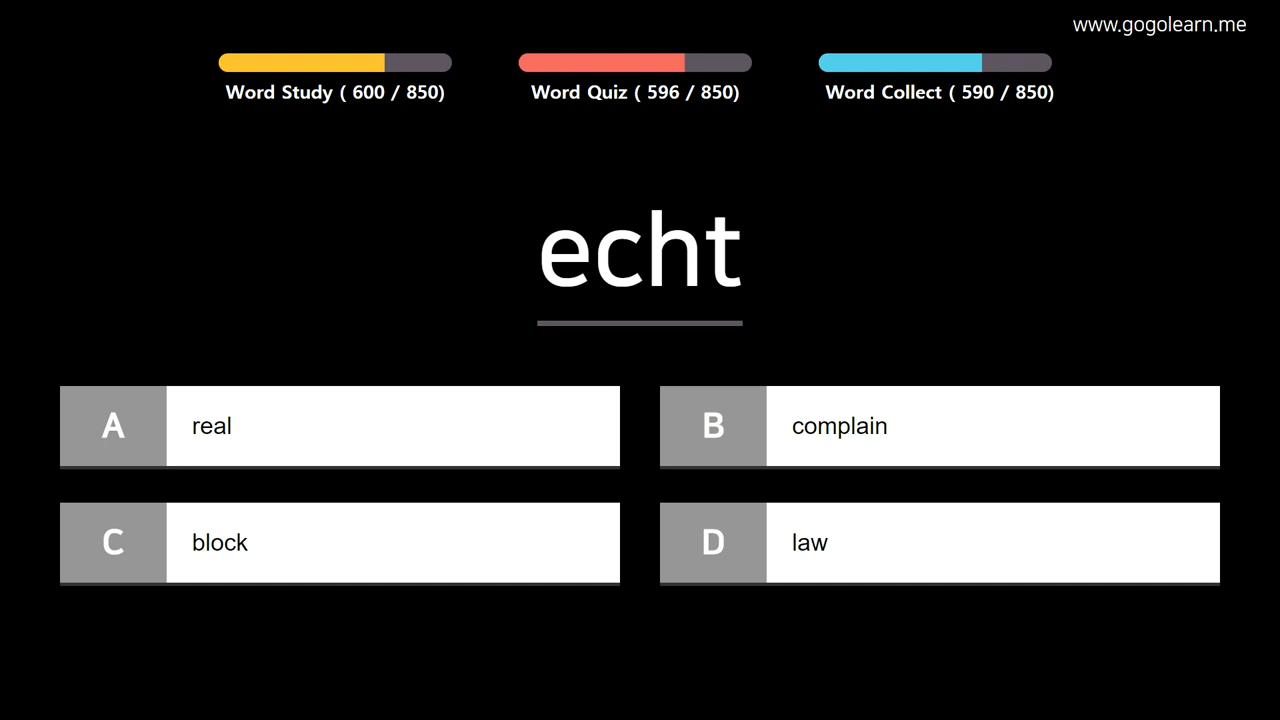 www.gogolearn.me
Word Study ( 600 / 850)
Word Quiz ( 596 / 850)
Word Collect ( 590 / 850)
echt
A real
B complain
C block
D law